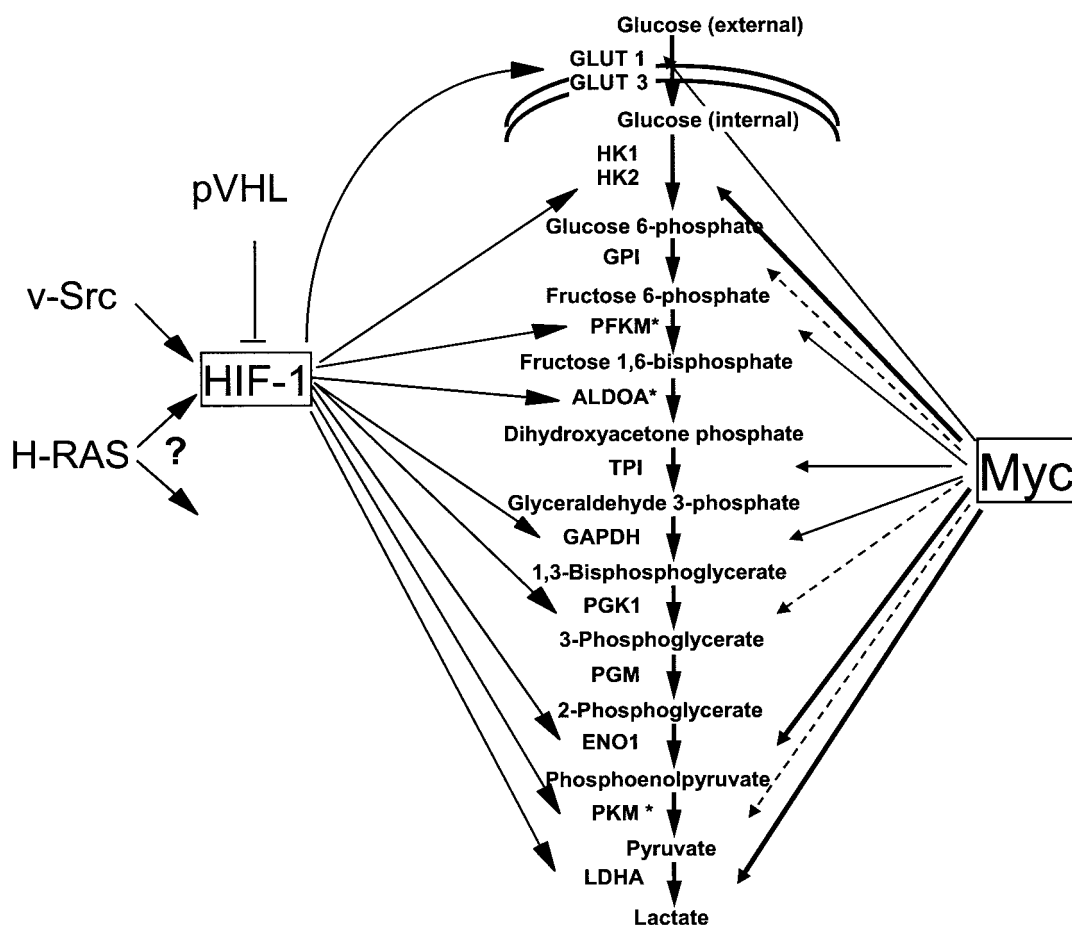 Glucose (external)
GLUT 1
GLUT 3
Glucose (internal)
HK1
HK2
pVHL
Glucose 6-phosphate
GPI
v-Src
Fructose 6-phosphate
PFKM*
Fructose 1,6-bisphosphate
HIF-1
ALDOA*
Dihydroxyacetone phosphate
H-RAS ?
TPI
Myc
Glyceraldehyde 3-phosphate
GAPDH
1,3-Bisphosphoglycerate
PGK1
3-Phosphoglycerate
PGM
2-Phosphoglycerate
ENO1
Phosphoenolpyruvate
PKM *
Pyruvate
LDHA
Lactate